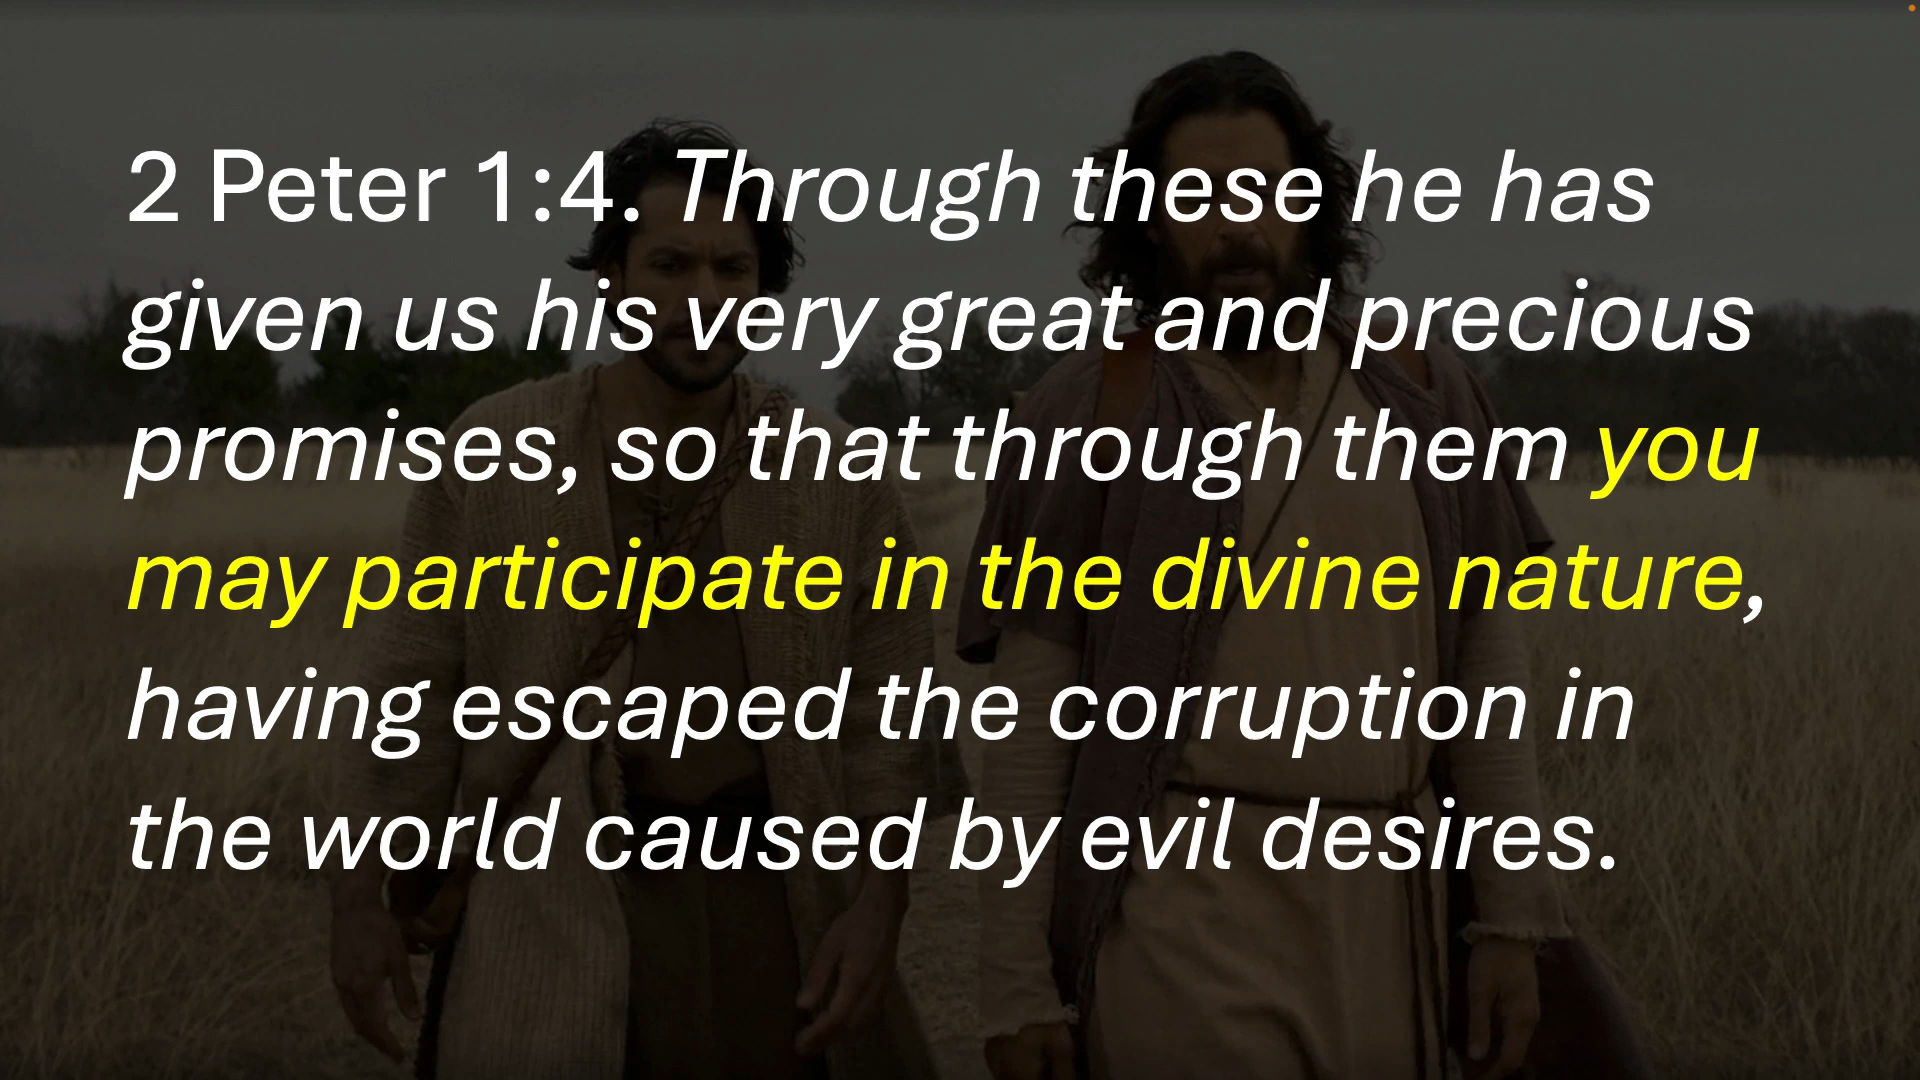 2 Peter 1:4. Through these he has
given us his very great and precious
promises, so that through them you
may participate in the divine nature,
having escaped the corruption in
the world caused by evil desires.